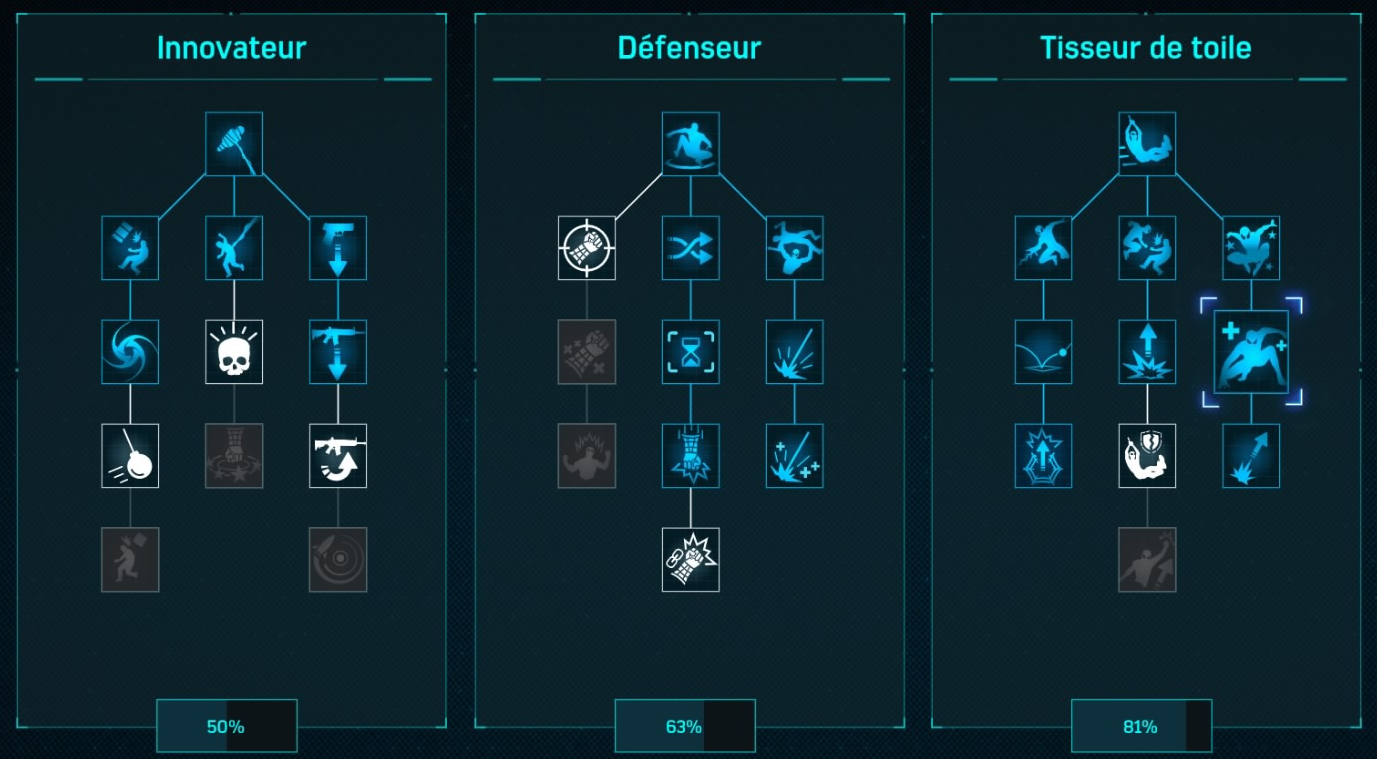 Innovateur
Défenseur
Tisseur de toile
50%
63%
81%